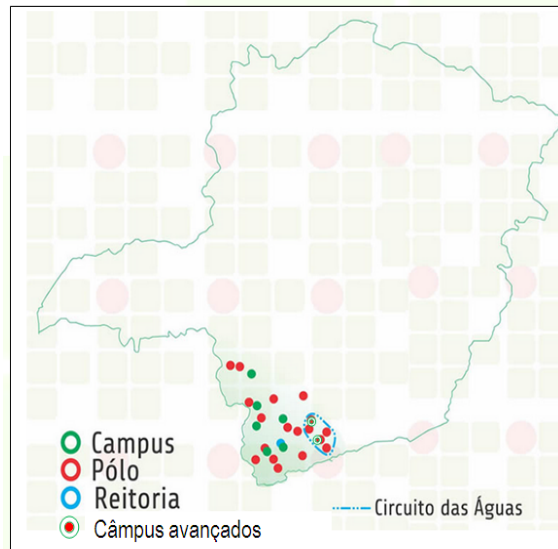 Campus
Pólo
Reitoria
Câmpus avançados
Circuito das Águas